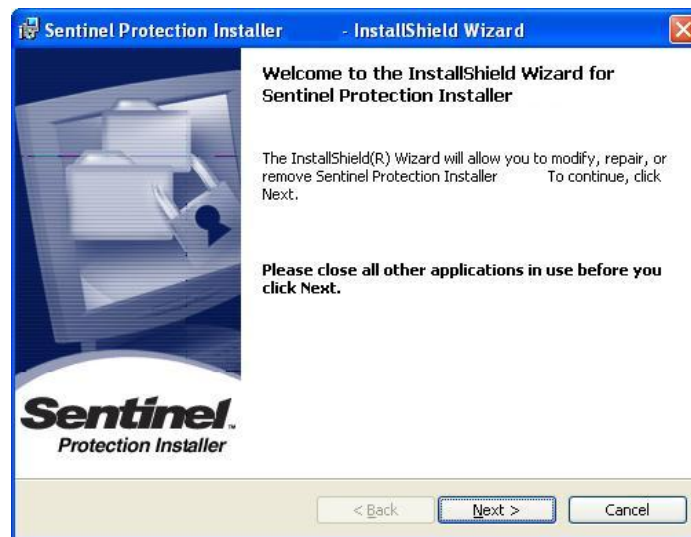 Sentinel Protection Installer - InstallShield Wizard
Welcome to the InstallShield Wizard for
Sentinel Protection Installer
The InstallShield(R) Wizard will allow you to modify, repair, or
remove Sentinel Protection Installer To continue, click
Next.
Please close all other applications in use before you
click Next.
Sentinel™
Protection Installer
< Back Next > Cancel